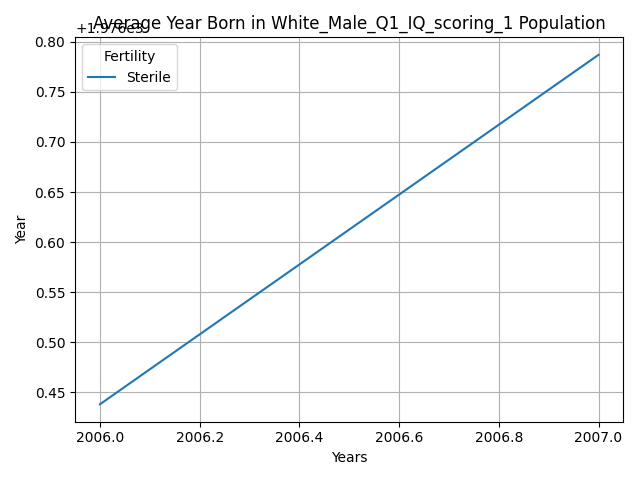 Average Year Born in White_Male_Q1_IQ_scoring_1 Population
+1.976e3
0.80
0.75
0.70
0.65
0.60
0.55
0.50
0.45
Year
Fertility
Sterile
2006.0 2006.2 2006.4 2006.6 2006.8 2007.0
Years